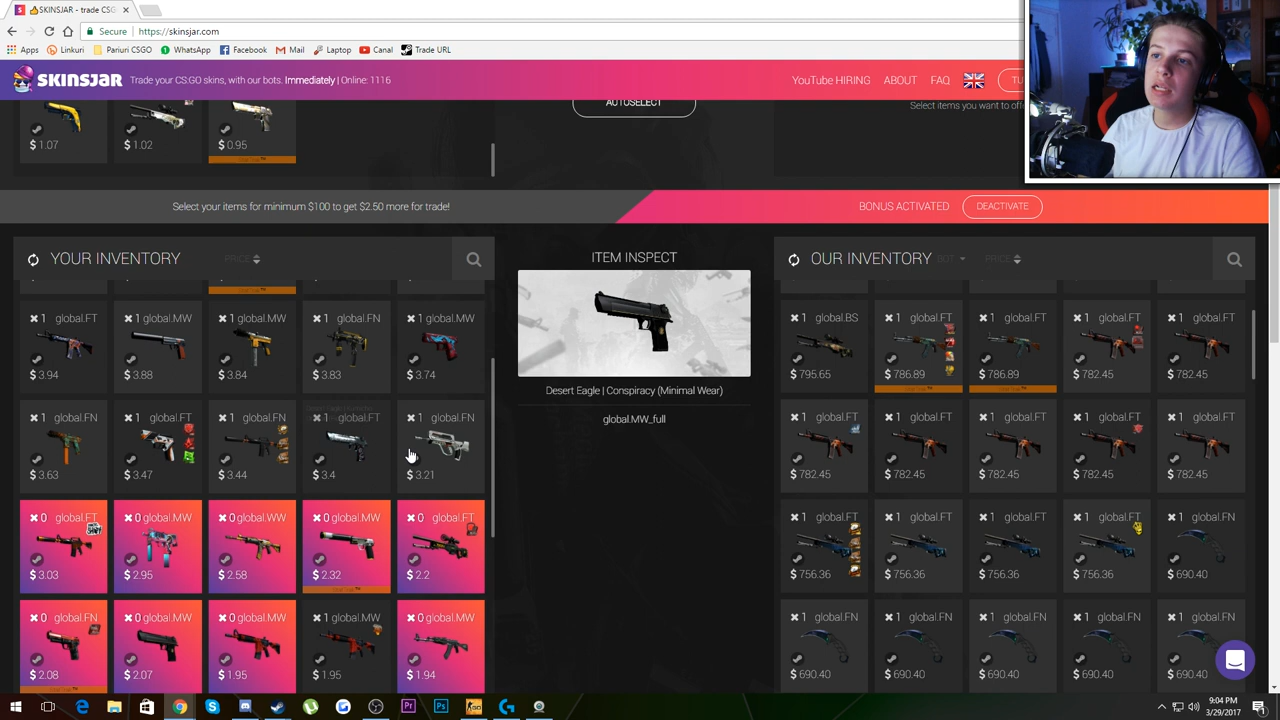 👍SKINSJAR - trade CSG
Secure https://skinsjar.com
Apps Linkuri Pariuri CSGO WhatsApp Facebook Mail Laptop Canal Trade URL
SKINSJAR Trade your CS:GO skins, with our bots. Immediately | Online: 1116 YouTube HIRING ABOUT FAQ TU
AUTOSELECT
Select items you want to off
$ 1.07 $ 1.02 $ 0.95
Select your items for minimum $100 to get $2.50 more for trade! BONUS ACTIVATED DEACTIVATE
YOUR INVENTORY PRICE
ITEM INSPECT
OUR INVENTORY BOT PRICE
×1 global.FT ×1 global.MW ×1 global.MW ×1 global.FN ×1 global.MW
$ 3.94 $ 3.88 $ 3.84 $ 3.83 $ 3.74
×1 global.FN ×1 global.FT ×1 global.FN ×1 global.FT ×1 global.FN
$ 3.63 $ 3.47 $ 3.44 $ 3.4 $ 3.21
×0 global.FT ×0 global.MW ×0 global.WW ×0 global.MW ×0 global.FT
$ 3.03 $ 2.95 $ 2.58 $ 2.32 $ 2.2
×0 global.FN ×0 global.MW ×0 global.MW ×1 global.MW ×0 global.MW
$ 2.08 $ 2.07 $ 1.95 $ 1.95 $ 1.94
Desert Eagle | Conspiracy (Minimal Wear)
global.MW_full
×1 global.BS ×1 global.FT ×1 global.FT ×1 global.FT ×1 global.FT
$ 795.65 $ 786.89 $ 786.89 $ 782.45 $ 782.45
×1 global.FT ×1 global.FT ×1 global.FT ×1 global.FT ×1 global.FT
$ 782.45 $ 782.45 $ 782.45 $ 782.45 $ 782.45
×1 global.FT ×1 global.FT ×1 global.FT ×1 global.FT ×1 global.FN
$ 756.36 $ 756.36 $ 756.36 $ 756.36 $ 690.40
×1 global.FN ×1 global.FN ×1 global.FN ×1 global.FN ×1 global.FN
$ 690.40 $ 690.40 $ 690.40 $ 690.40 $ 690.40
9:04 PM
3/29/2017